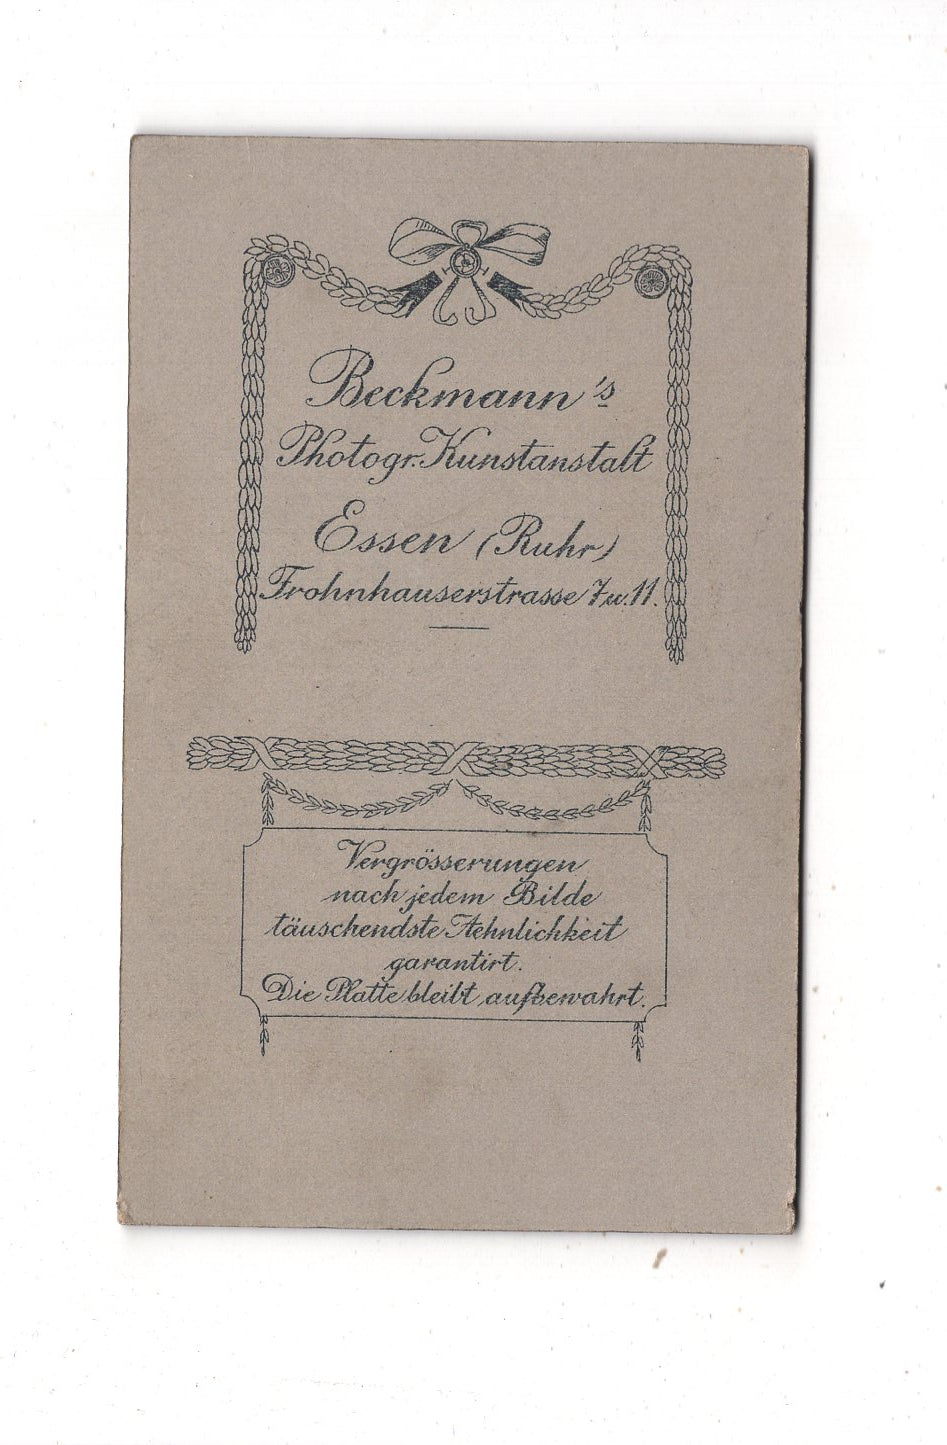 Beckmann's
Photogr. Kunstanstalt
Essen (Ruhr)
Frohnhauserstrasse 7 u. 11.
Vergrösserungen
nach jedem Bilde
täuschendste Aehnlichkeit
garantirt.
Die Platte bleibt aufbewahrt.